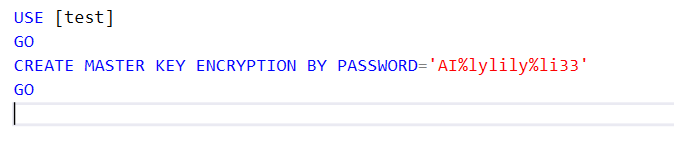 USE [test]
GO
CREATE MASTER KEY ENCRYPTION BY PASSWORD='AI%lylily%li33'
GO